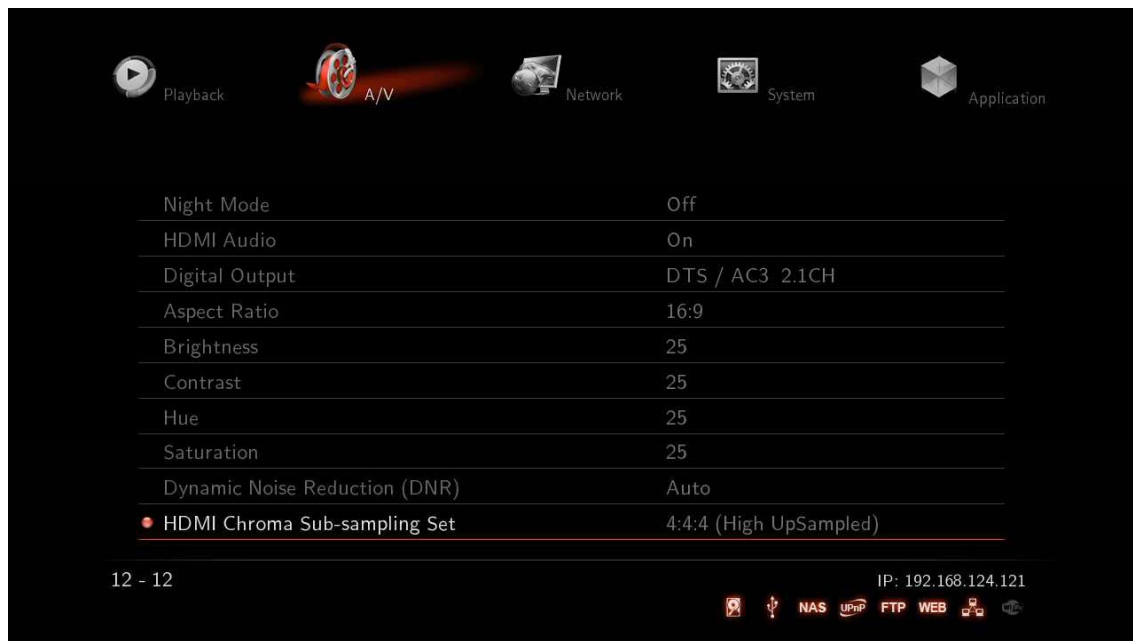 Playback
A/V
Network
System
Application
Night Mode Off
HDMI Audio On
Digital Output DTS / AC3 2.1CH
Aspect Ratio 16:9
Brightness 25
Contrast 25
Hue 25
Saturation 25
Dynamic Noise Reduction (DNR) Auto
HDMI Chroma Sub-sampling Set 4:4:4 (High UpSampled)
12 - 12
IP: 192.168.124.121
NAS UPnP FTP WEB